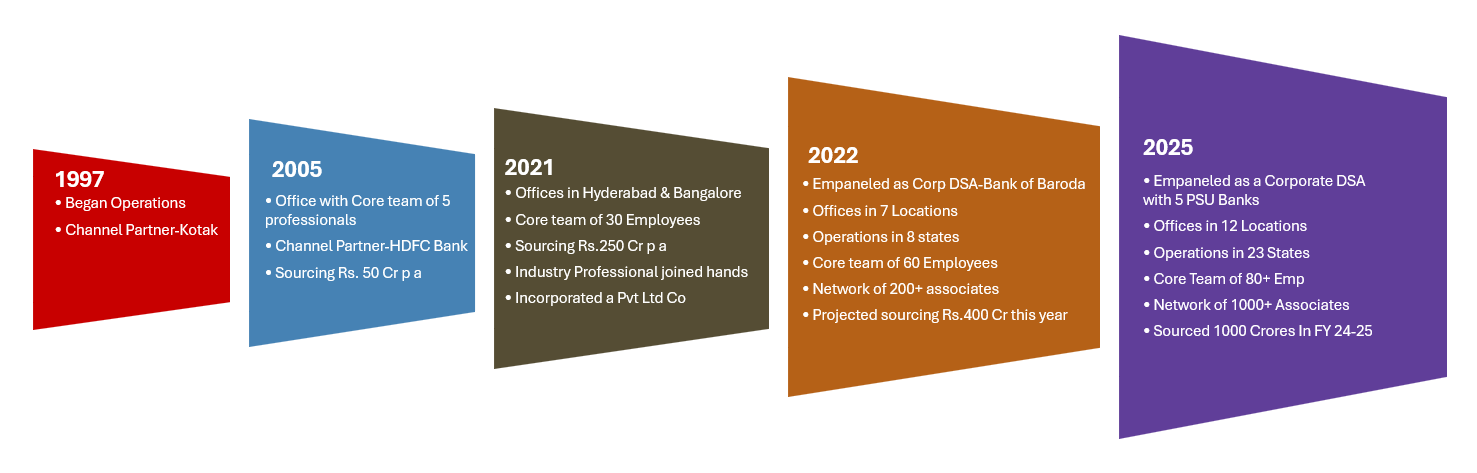 1997
• Began Operations
• Channel Partner-Kotak
2005
• Office with Core team of 5
professionals
• Channel Partner-HDFC Bank
• Sourcing Rs. 50 Cr p a
2021
• Offices in Hyderabad & Bangalore
• Core team of 30 Employees
• Sourcing Rs.250 Cr p a
• Industry Professional joined hands
• Incorporated a Pvt Ltd Co
2022
• Empaneled as Corp DSA-Bank of Baroda
• Offices in 7 Locations
• Operations in 8 states
• Core team of 60 Employees
• Network of 200+ associates
• Projected sourcing Rs.400 Cr this year
2025
• Empaneled as a Corporate DSA
with 5 PSU Banks
• Offices in 12 Locations
• Operations in 23 States
• Core Team of 80+ Emp
• Network of 1000+ Associates
• Sourced 1000 Crores In FY 24-25